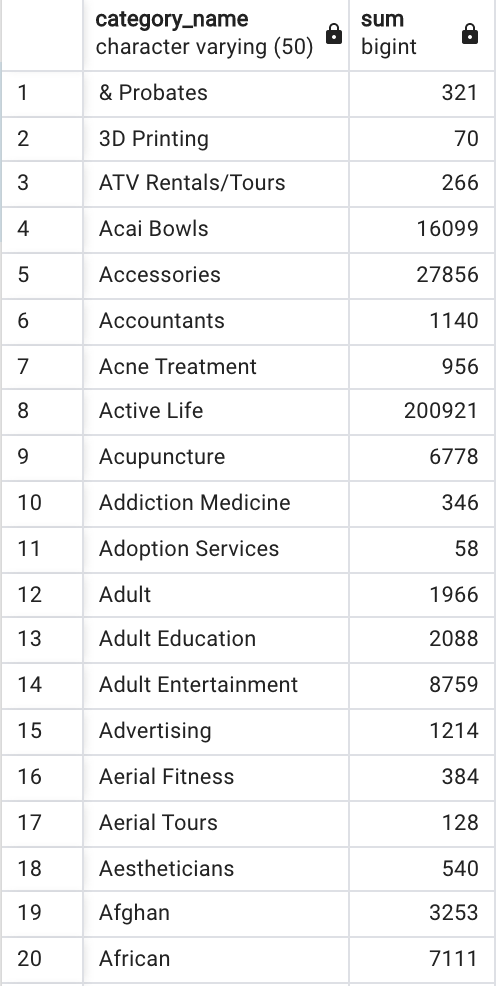 category_name sum
character varying (50) bigint
1 & Probates 321
2 3D Printing 70
3 ATV Rentals/Tours 266
4 Acai Bowls 16099
5 Accessories 27856
6 Accountants 1140
7 Acne Treatment 956
8 Active Life 200921
9 Acupuncture 6778
10 Addiction Medicine 346
11 Adoption Services 58
12 Adult 1966
13 Adult Education 2088
14 Adult Entertainment 8759
15 Advertising 1214
16 Aerial Fitness 384
17 Aerial Tours 128
18 Aestheticians 540
19 Afghan 3253
20 African 7111